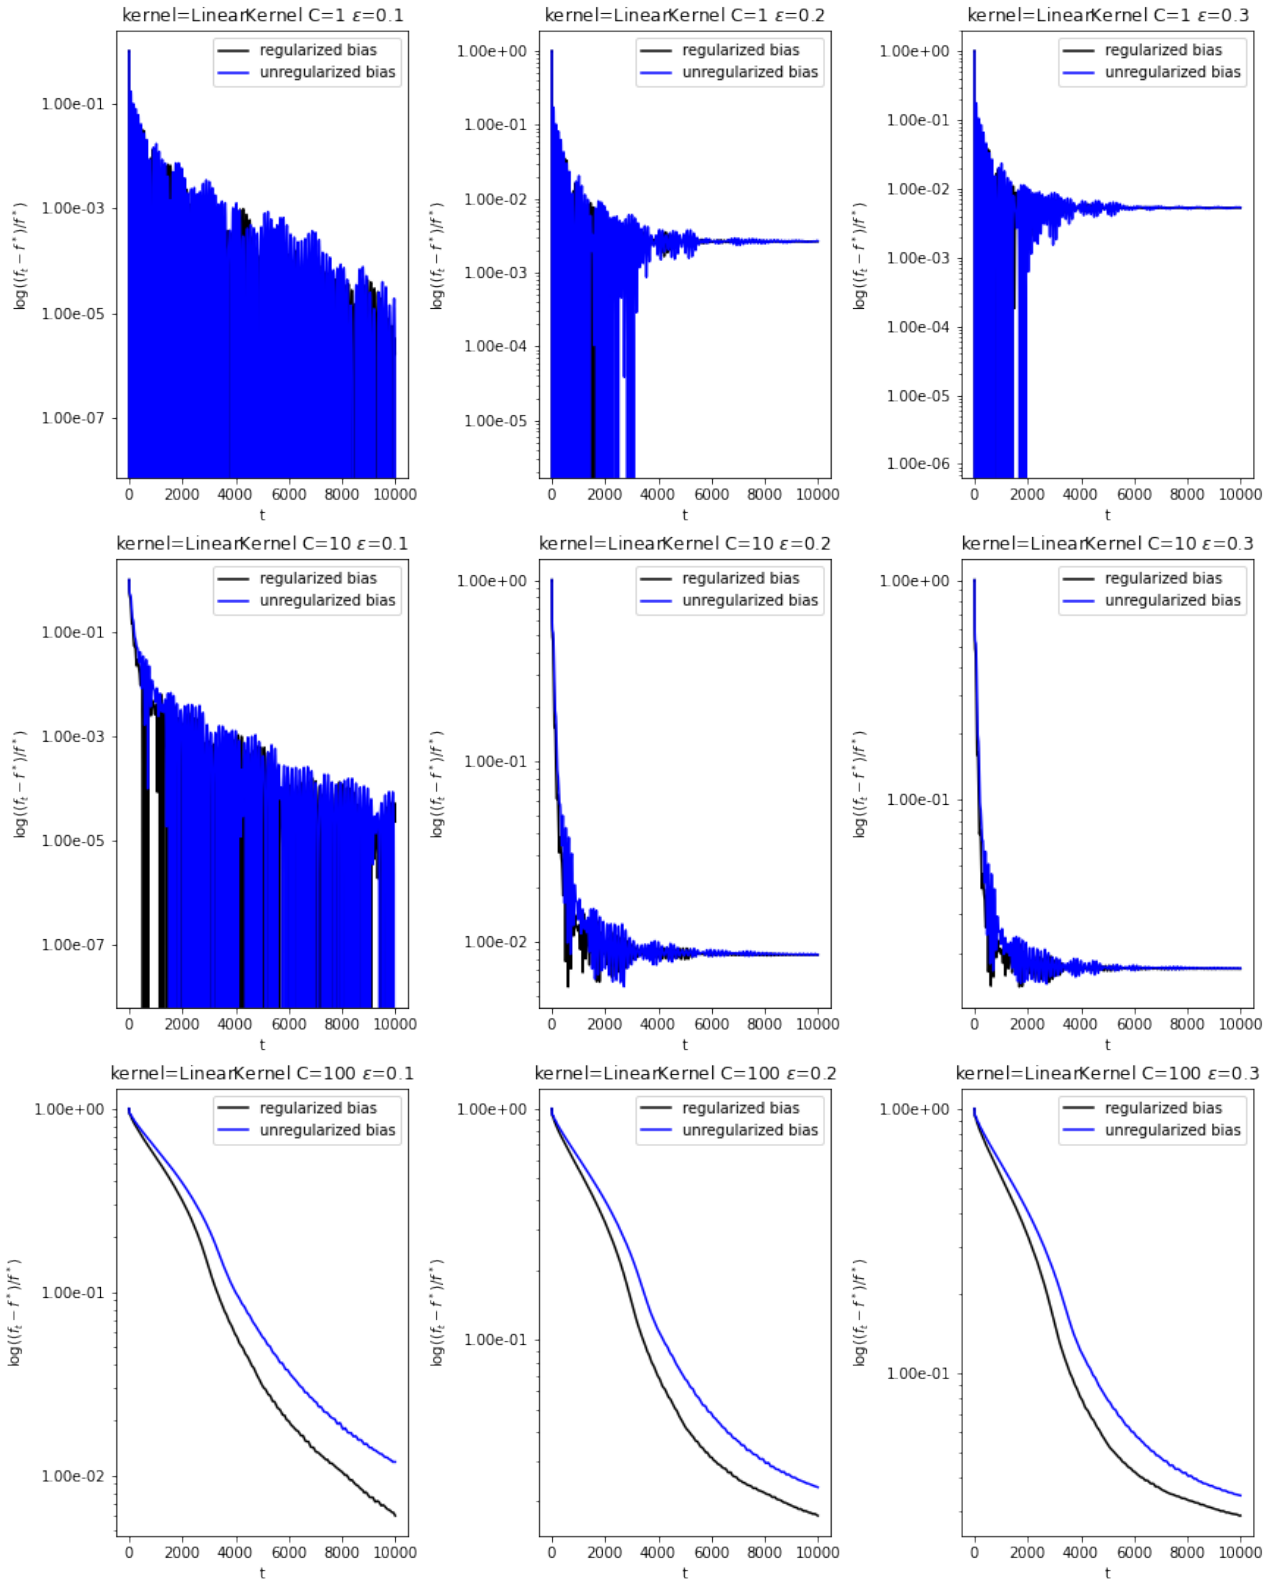 kernel=LinearKernel C=1 ε=0.1
regularized bias
unregularized bias
1.00e-01
1.00e-03
1.00e-05
1.00e-07
log((f_t − f*)/f*)
0 2000 4000 6000 8000 10000
t
kernel=LinearKernel C=1 ε=0.2
regularized bias
unregularized bias
1.00e+00
1.00e-01
1.00e-02
1.00e-03
1.00e-04
1.00e-05
log((f_t − f*)/f*)
0 2000 4000 6000 8000 10000
t
kernel=LinearKernel C=1 ε=0.3
regularized bias
unregularized bias
1.00e+00
1.00e-01
1.00e-02
1.00e-03
1.00e-04
1.00e-05
1.00e-06
log((f_t − f*)/f*)
0 2000 4000 6000 8000 10000
t
kernel=LinearKernel C=10 ε=0.1
regularized bias
unregularized bias
1.00e-01
1.00e-03
1.00e-05
1.00e-07
log((f_t − f*)/f*)
0 2000 4000 6000 8000 10000
t
kernel=LinearKernel C=10 ε=0.2
regularized bias
unregularized bias
1.00e+00
1.00e-01
1.00e-02
log((f_t − f*)/f*)
0 2000 4000 6000 8000 10000
t
kernel=LinearKernel C=10 ε=0.3
regularized bias
unregularized bias
1.00e+00
1.00e-01
log((f_t − f*)/f*)
0 2000 4000 6000 8000 10000
t
kernel=LinearKernel C=100 ε=0.1
regularized bias
unregularized bias
1.00e+00
1.00e-01
1.00e-02
log((f_t − f*)/f*)
0 2000 4000 6000 8000 10000
t
kernel=LinearKernel C=100 ε=0.2
regularized bias
unregularized bias
1.00e+00
1.00e-01
log((f_t − f*)/f*)
0 2000 4000 6000 8000 10000
t
kernel=LinearKernel C=100 ε=0.3
regularized bias
unregularized bias
1.00e+00
1.00e-01
log((f_t − f*)/f*)
0 2000 4000 6000 8000 10000
t